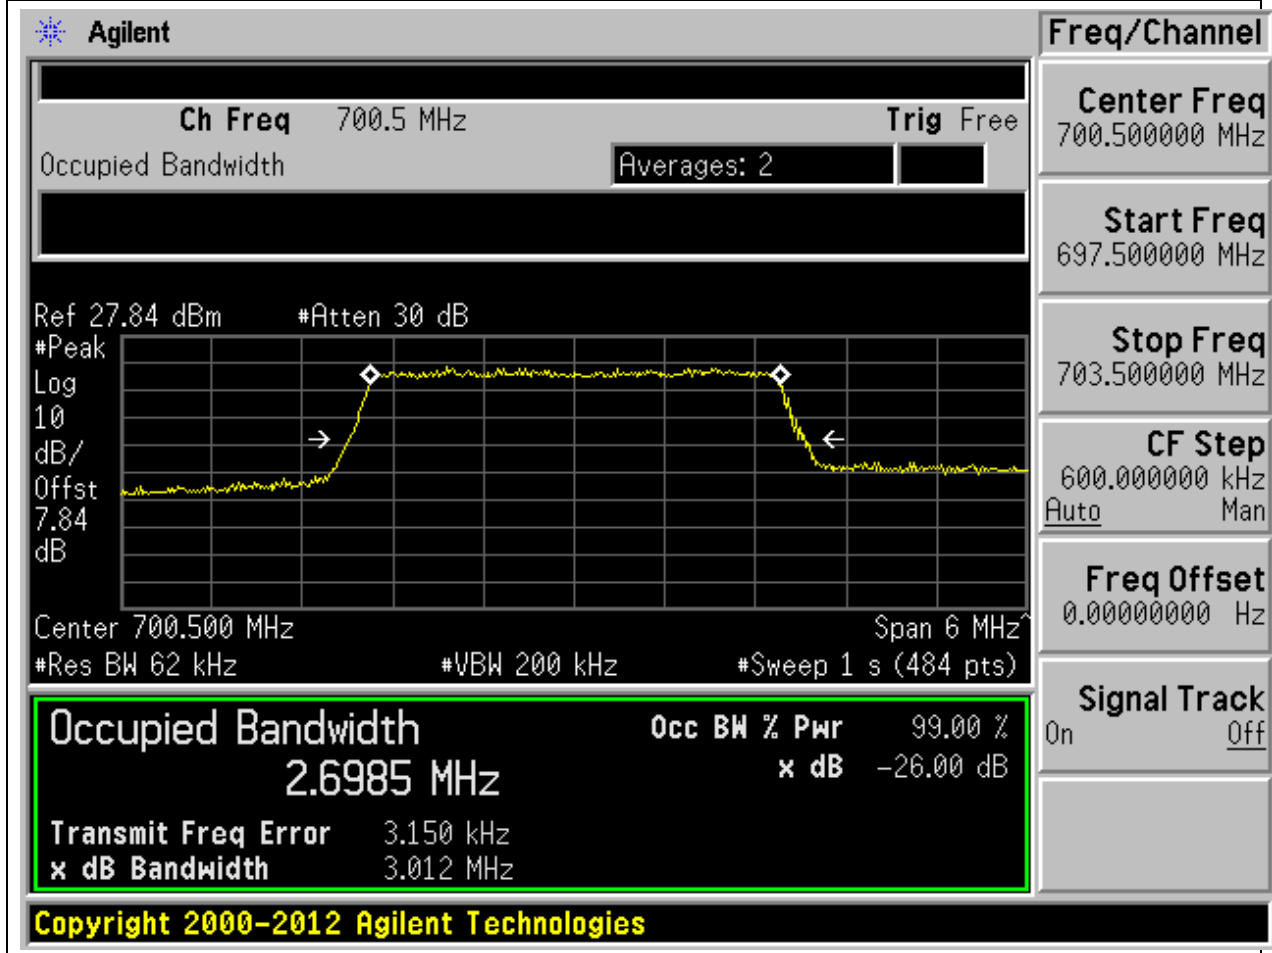 Agilent
Freq/Channel
Ch Freq 700.5 MHz Trig Free
Occupied Bandwidth Averages: 2
Center Freq
700.500000 MHz
Start Freq
697.500000 MHz
Stop Freq
703.500000 MHz
CF Step
600.000000 kHz
Auto Man
Freq Offset
0.00000000 Hz
Signal Track
On Off
Ref 27.84 dBm #Atten 30 dB
#Peak
Log
10
dB/
Offst
7.84
dB
Center 700.500 MHz Span 6 MHz^
#Res BW 62 kHz #VBW 200 kHz #Sweep 1 s (484 pts)
Occupied Bandwidth Occ BW % Pwr 99.00 %
2.6985 MHz x dB -26.00 dB
Transmit Freq Error 3.150 kHz
x dB Bandwidth 3.012 MHz
Copyright 2000-2012 Agilent Technologies